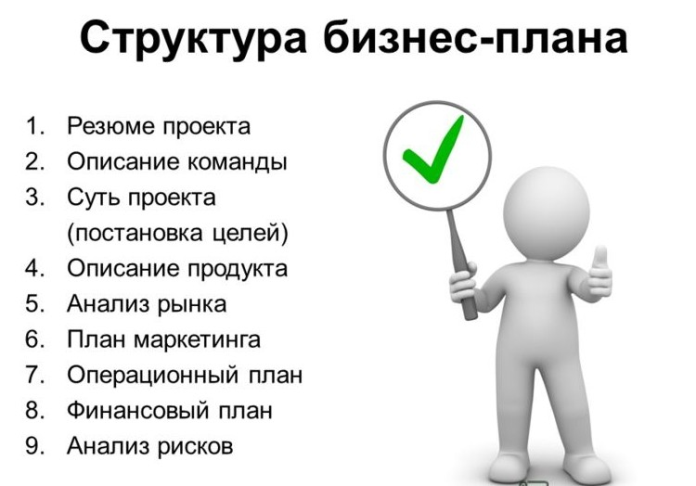 Структура бизнес-плана
1. Резюме проекта
2. Описание команды
3. Суть проекта
(постановка целей)
4. Описание продукта
5. Анализ рынка
6. План маркетинга
7. Операционный план
8. Финансовый план
9. Анализ рисков